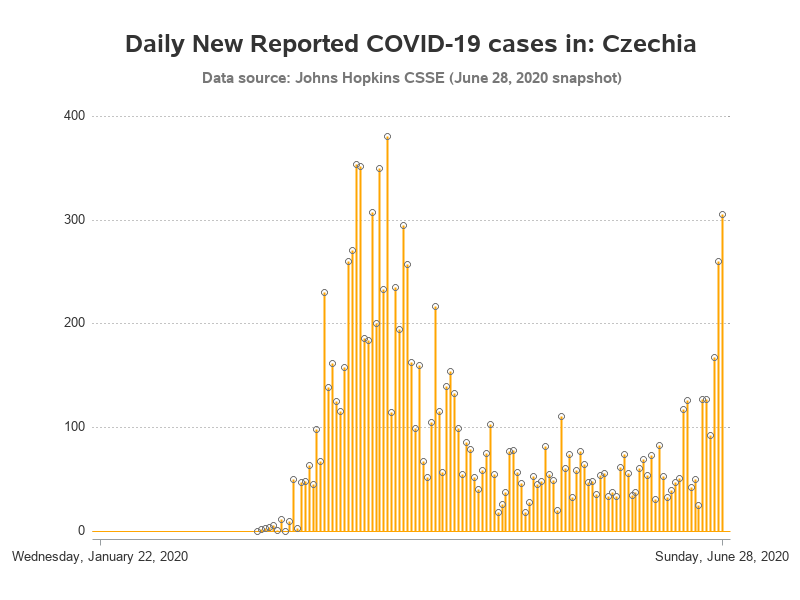 Daily New Reported COVID-19 cases in: Czechia
Data source: Johns Hopkins CSSE (June 28, 2020 snapshot)
400
300
200
100
0
Wednesday, January 22, 2020
Sunday, June 28, 2020